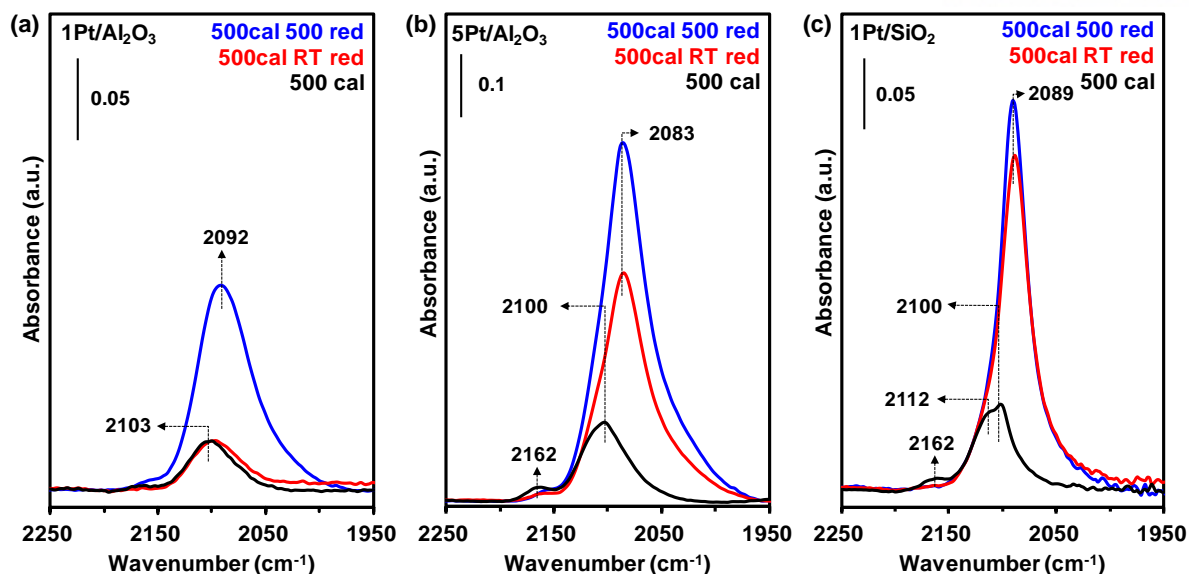 (a)
1Pt/Al₂O₃
500cal 500 red
500cal RT red
500 cal
0.05
2092
2103
Absorbance (a.u.)
2250
2150
2050
1950
Wavenumber (cm⁻¹)
(b)
5Pt/Al₂O₃
500cal 500 red
500cal RT red
500 cal
0.1
2083
2100
2162
Absorbance (a.u.)
2250
2150
2050
1950
Wavenumber (cm⁻¹)
(c)
1Pt/SiO₂
500cal 500 red
500cal RT red
500 cal
0.05
2089
2100
2112
2162
Absorbance (a.u.)
2250
2150
2050
1950
Wavenumber (cm⁻¹)